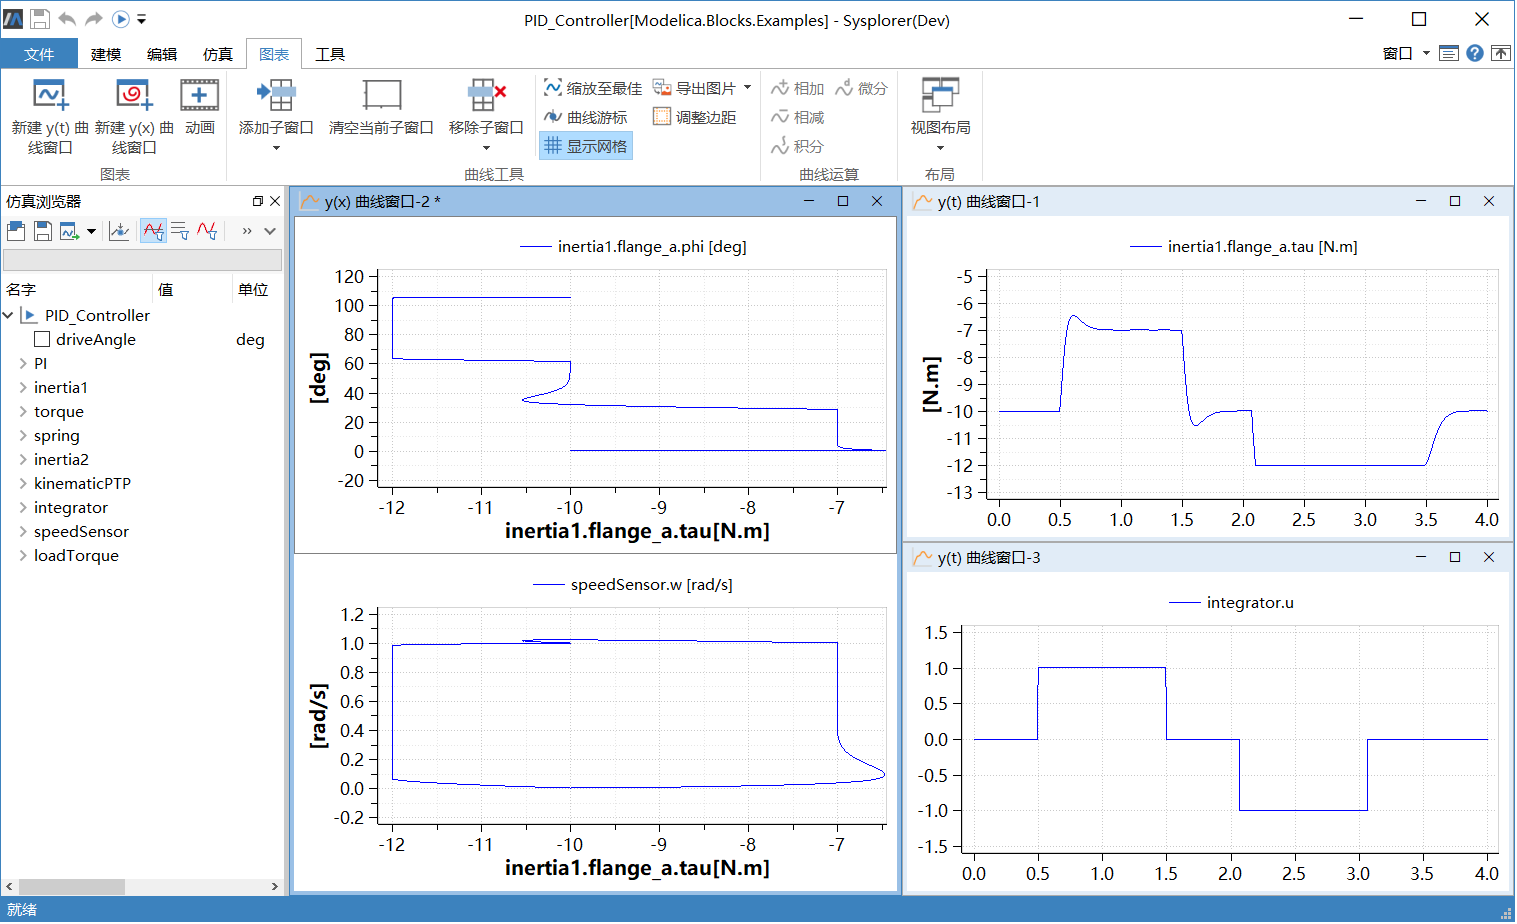 PID_Controller[Modelica.Blocks.Examples] - Sysplorer(Dev)
文件 建模 编辑 仿真 图表 工具 窗口
新建 y(t) 曲线窗口
新建 y(x) 曲线窗口
动画
图表
添加子窗口
清空当前子窗口
移除子窗口
缩放至最佳 导出图片
曲线游标 调整边距
显示网格
曲线工具
相加 微分
相减
积分
曲线运算
视图布局
布局
仿真浏览器
»
名字 值 单位
PID_Controller
driveAngle deg
PI
inertia1
torque
spring
inertia2
kinematicPTP
integrator
speedSensor
loadTorque
y(x) 曲线窗口-2 *
inertia1.flange_a.phi [deg]
120
100
80
60
40
20
0
-20
[deg]
-12 -11 -10 -9 -8 -7
inertia1.flange_a.tau[N.m]
speedSensor.w [rad/s]
1.2
1.0
0.8
0.6
0.4
0.2
0.0
-0.2
[rad/s]
-12 -11 -10 -9 -8 -7
inertia1.flange_a.tau[N.m]
y(t) 曲线窗口-1
inertia1.flange_a.tau [N.m]
-5
-6
-7
-8
-9
-10
-11
-12
-13
[N.m]
0.0 0.5 1.0 1.5 2.0 2.5 3.0 3.5 4.0
y(t) 曲线窗口-3
integrator.u
1.5
1.0
0.5
0.0
-0.5
-1.0
-1.5
0.0 0.5 1.0 1.5 2.0 2.5 3.0 3.5 4.0
就绪